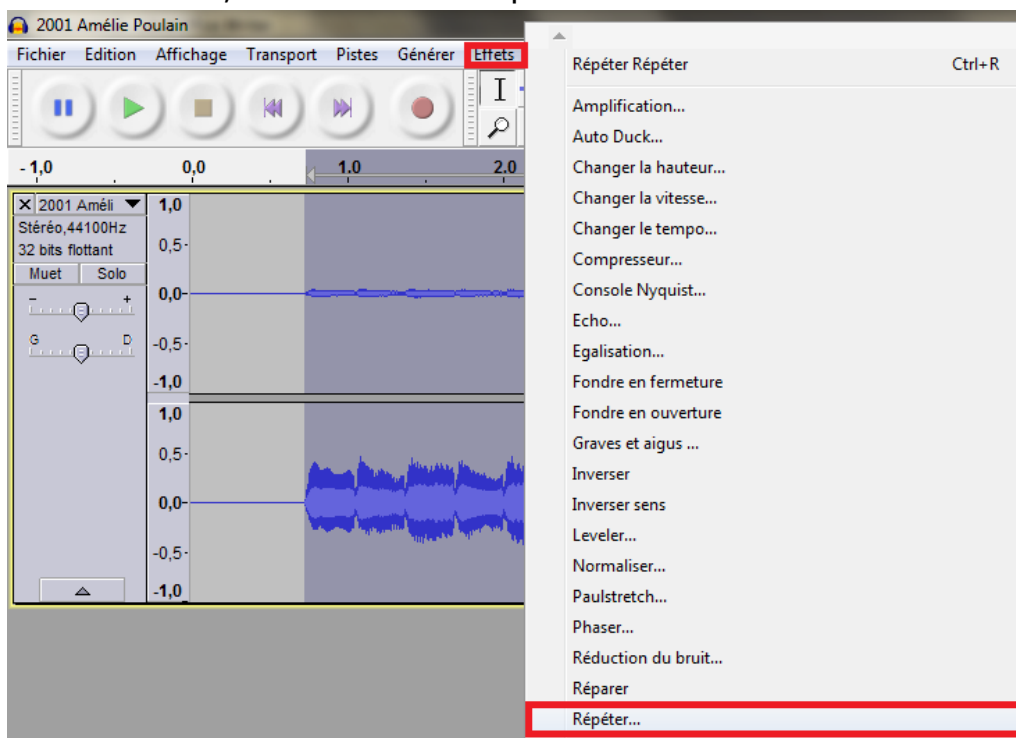 2001 Amélie Poulain
Fichier Edition Affichage Transport Pistes Générer Effets
- 1,0 0,0 1.0 2.0
X 2001 Améli
Stéréo,44100Hz
32 bits flottant
Muet Solo
- +
G D
1,0
0,5
0,0
-0,5
-1,0
1,0
0,5
0,0
-0,5
-1,0
Répéter Répéter Ctrl+R
Amplification...
Auto Duck...
Changer la hauteur...
Changer la vitesse...
Changer le tempo...
Compresseur...
Console Nyquist...
Echo...
Egalisation...
Fondre en fermeture
Fondre en ouverture
Graves et aigus ...
Inverser
Inverser sens
Leveler...
Normaliser...
Paulstretch...
Phaser...
Réduction du bruit...
Réparer
Répéter...